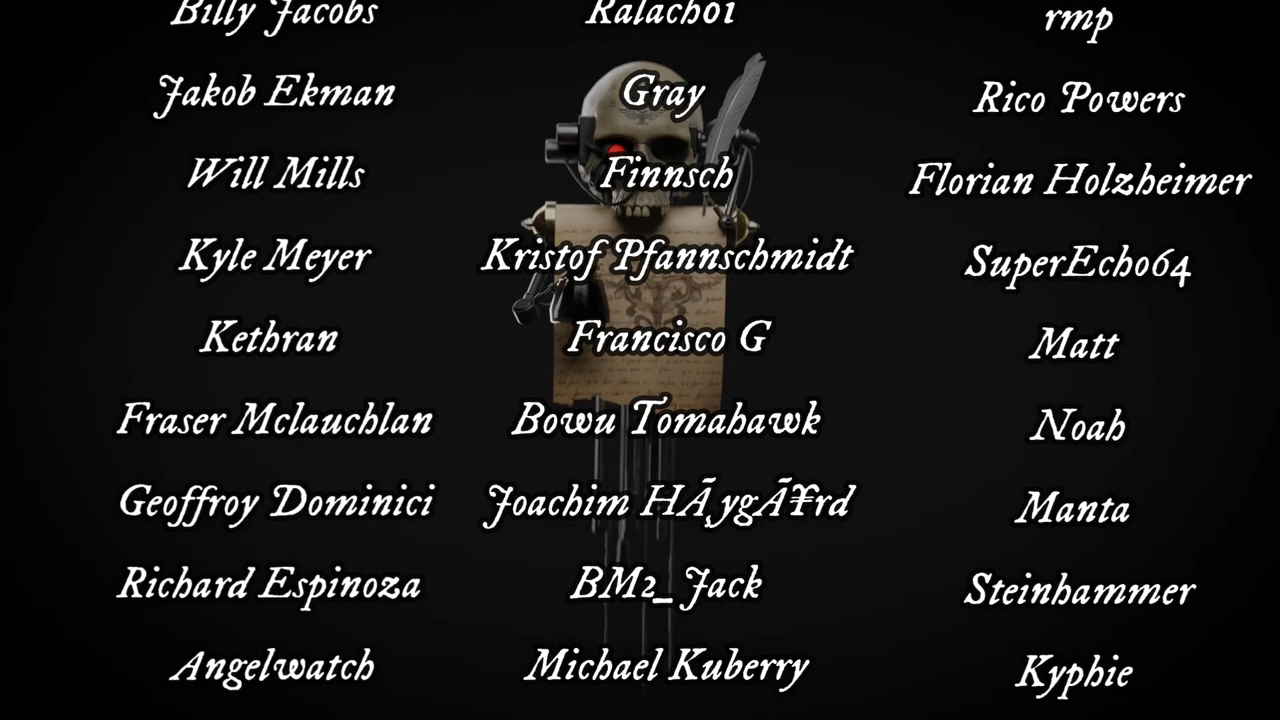 Billy Jacobs
Jakob Ekman
Will Mills
Kyle Meyer
Kethran
Fraser Mclauchlan
Geoffroy Dominici
Richard Espinoza
Angelwatch
Kalach01
Gray
Finnsch
Kristof Pfannschmidt
Francisco G
Bowu Tomahawk
Joachim HÃ¸ygÃ¥rd
BM2_Jack
Michael Kuberry
rmp
Rico Powers
Florian Holzheimer
SuperEcho64
Matt
Noah
Manta
Steinhammer
Kyphie